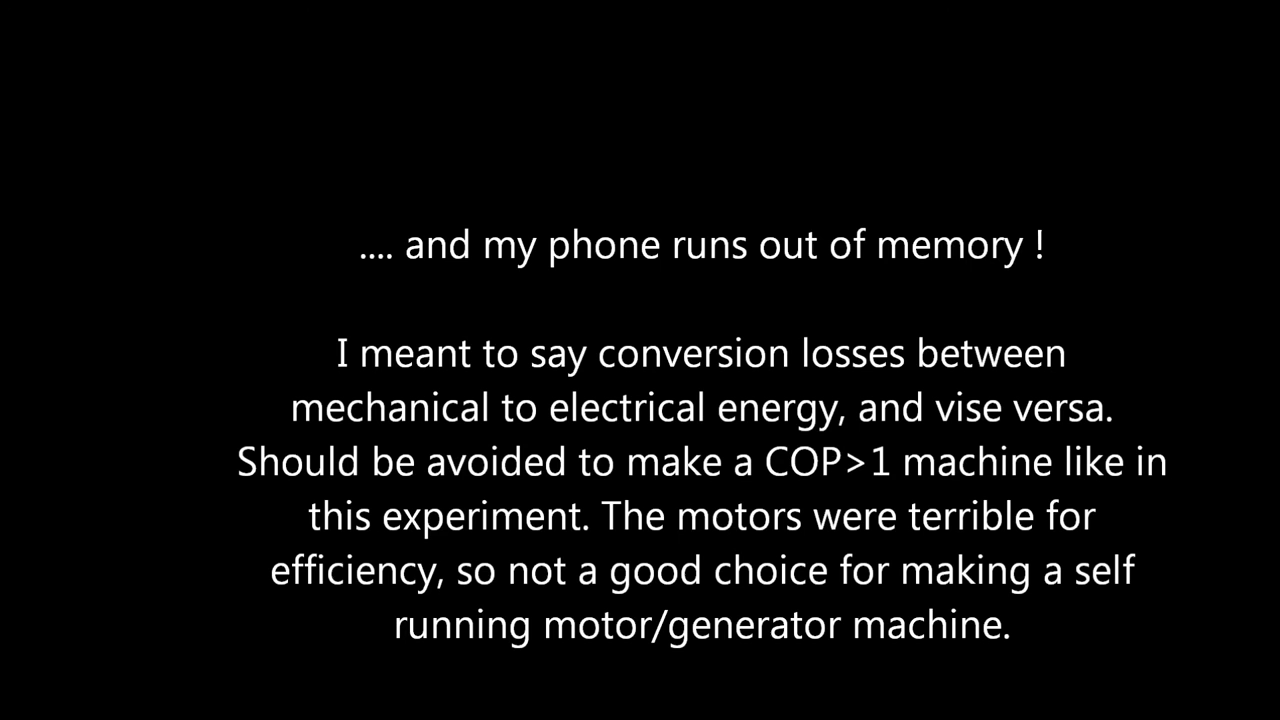 .... and my phone runs out of memory !
I meant to say conversion losses between
mechanical to electrical energy, and vise versa.
Should be avoided to make a COP>1 machine like in
this experiment. The motors were terrible for
efficiency, so not a good choice for making a self
running motor/generator machine.